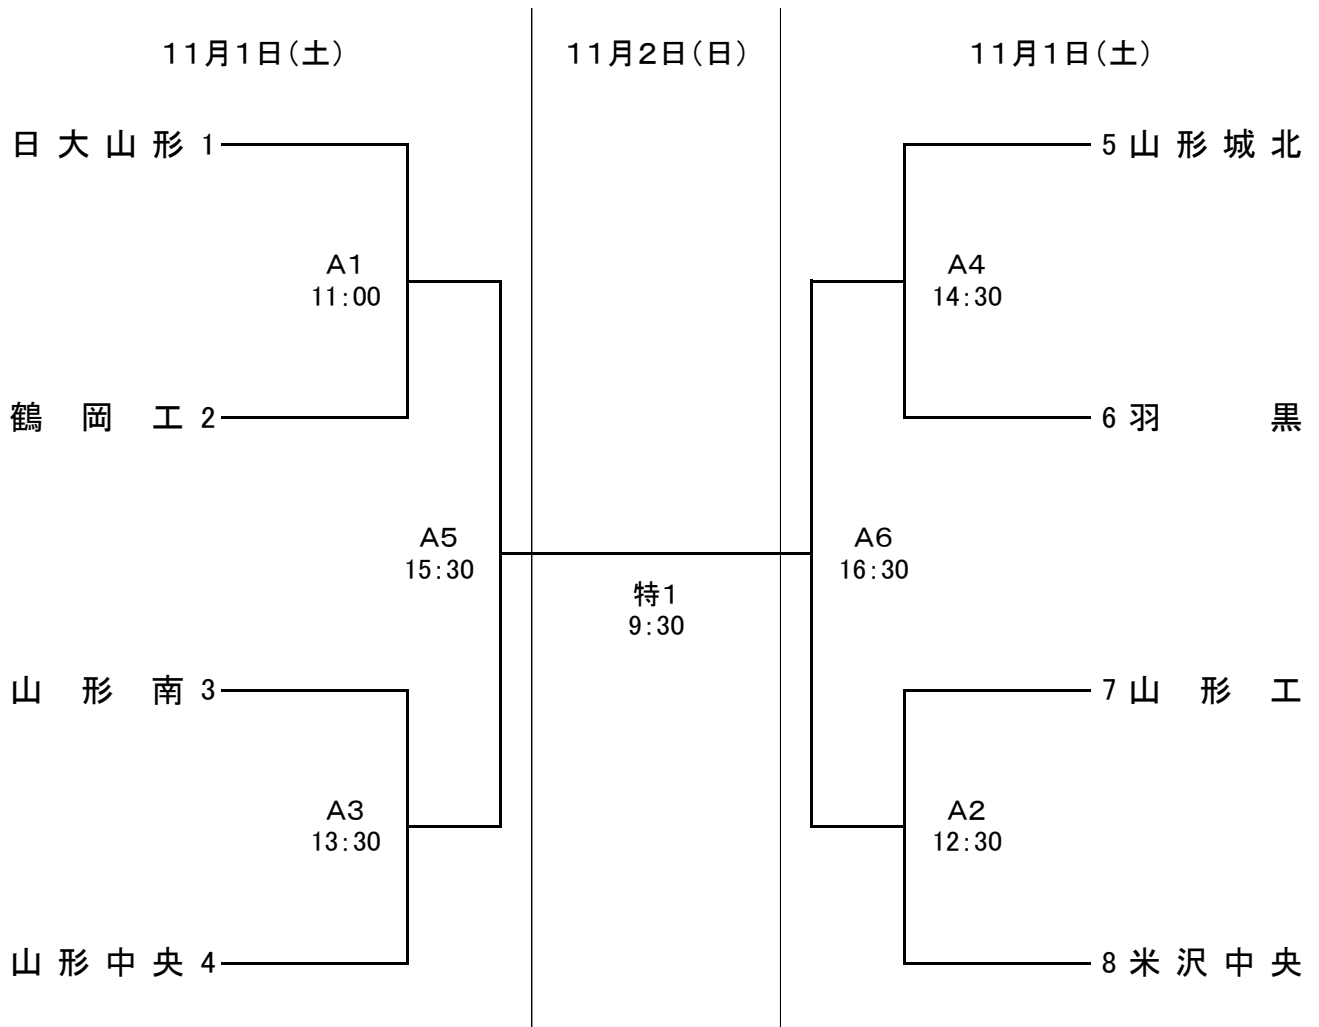 11月1日(土) 11月2日(日) 11月1日(土)
日大山形 1 5 山形城北
A1 A4
11:00 14:30
鶴岡工 2 6 羽黒
A5 A6
15:30 16:30
特1
9:30
山形南 3 7 山形工
A3 A2
13:30 12:30
山形中央 4 8 米沢中央